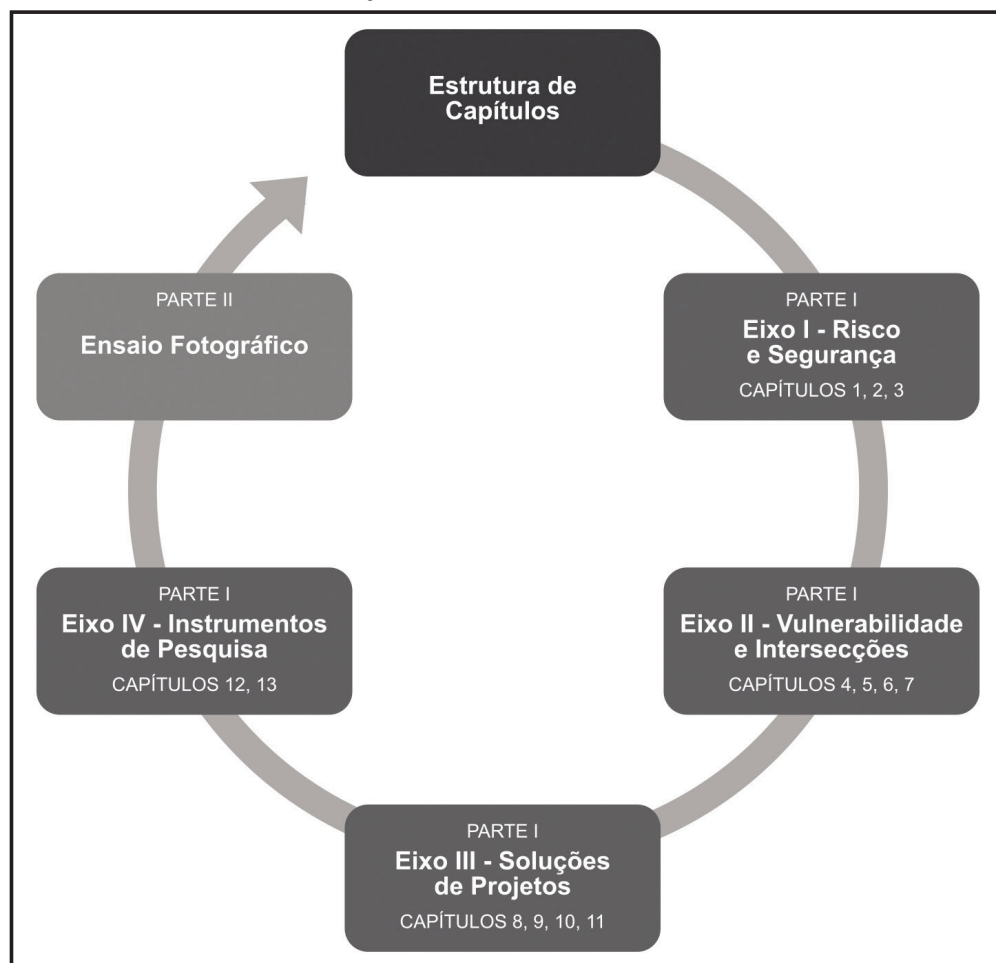 Estrutura de
Capítulos
PARTE I
Eixo I - Risco
e Segurança
CAPÍTULOS 1, 2, 3
PARTE I
Eixo II - Vulnerabilidade
e Intersecções
CAPÍTULOS 4, 5, 6, 7
PARTE I
Eixo III - Soluções
de Projetos
CAPÍTULOS 8, 9, 10, 11
PARTE I
Eixo IV - Instrumentos
de Pesquisa
CAPÍTULOS 12, 13
PARTE II
Ensaio Fotográfico